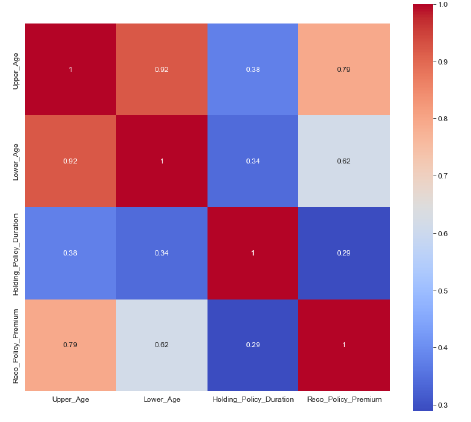 Upper_Age 1 0.92 0.38 0.79
Lower_Age 0.92 1 0.34 0.62
Holding_Policy_Duration 0.38 0.34 1 0.29
Reco_Policy_Premium 0.79 0.62 0.29 1
Upper_Age Lower_Age Holding_Policy_Duration Reco_Policy_Premium
1.0
0.9
0.8
0.7
0.6
0.5
0.4
0.3